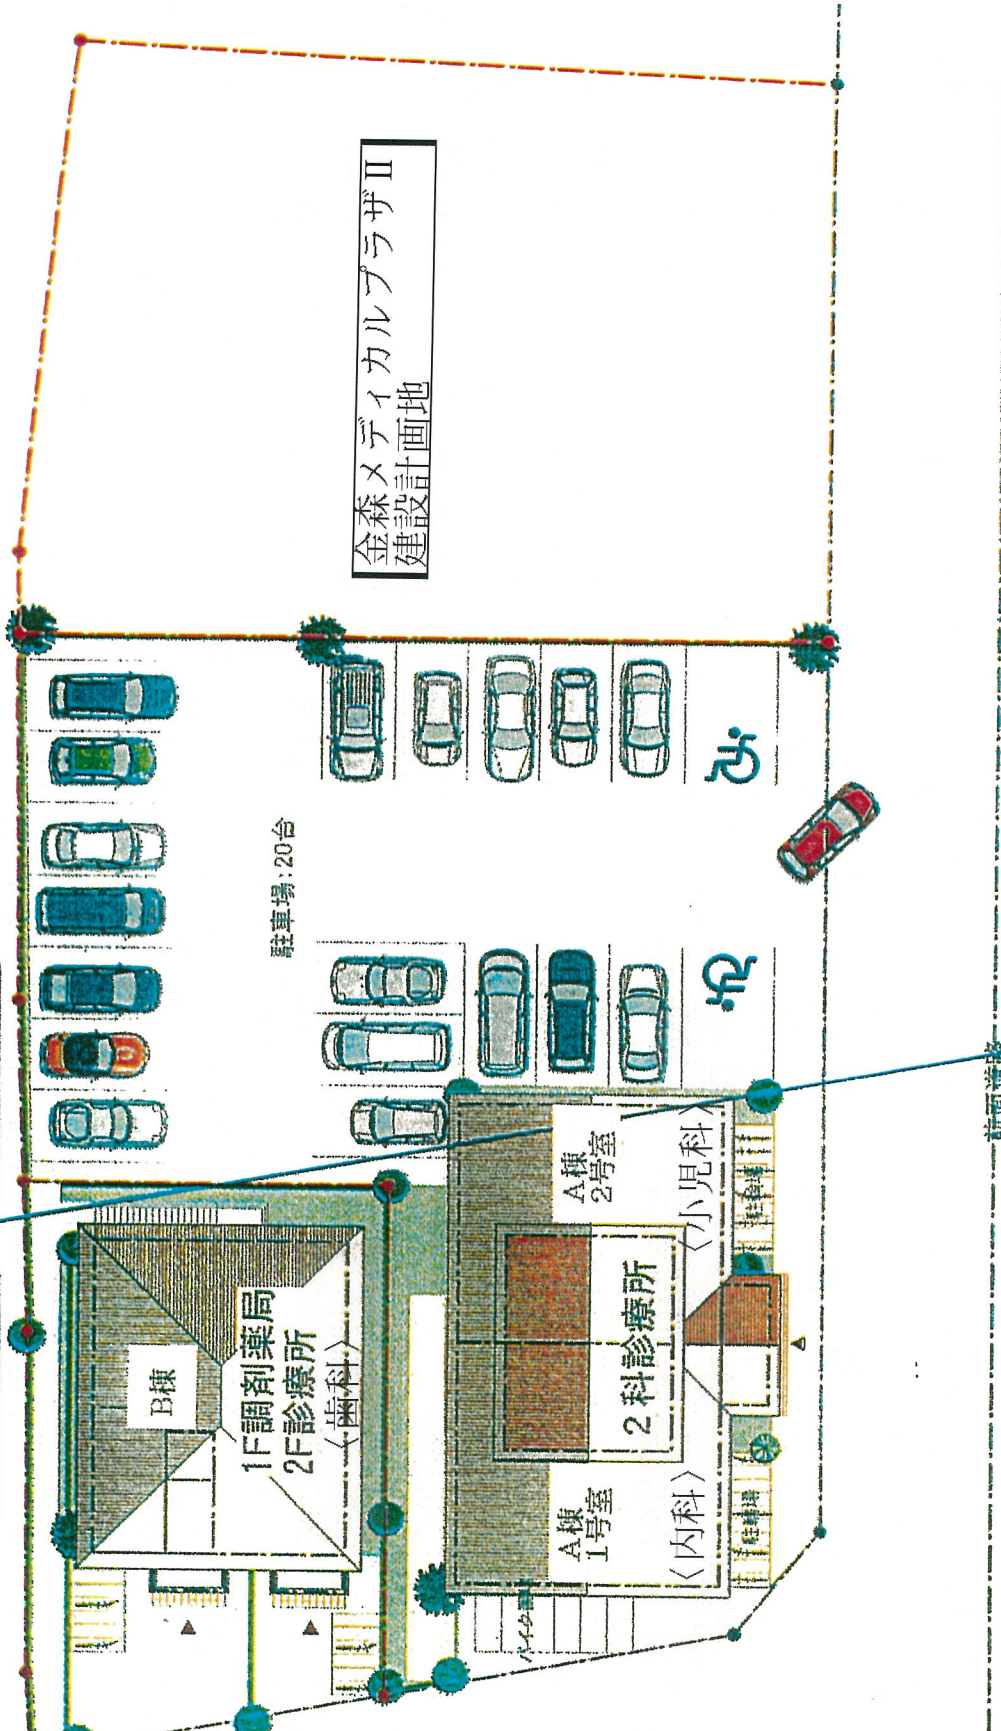 金森メディカルプラザⅡ
建設計画地
駐車場:20台
B棟
1F調剤薬局
2F診療所
〈歯科〉
A棟
2号室
〈小児科〉
2科診療所
A棟
1号室
〈内科〉
駐輪場
駐輪場
バイク